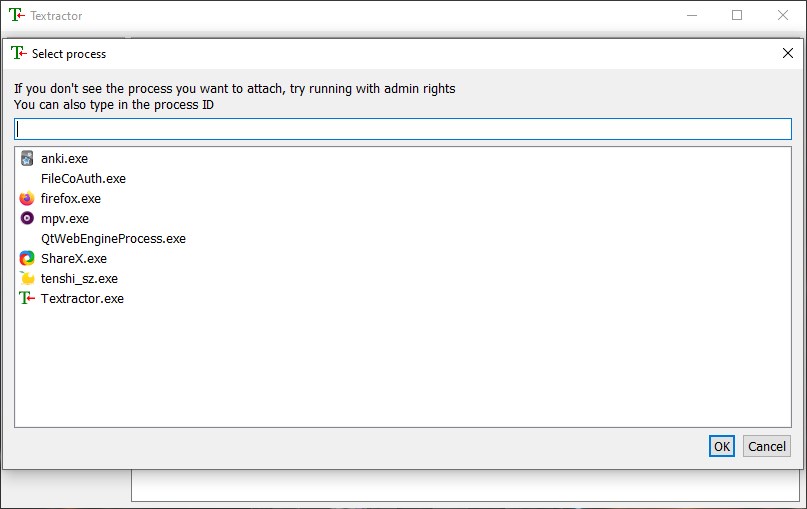 Textractor
Select process
If you don't see the process you want to attach, try running with admin rights
You can also type in the process ID
anki.exe
FileCoAuth.exe
firefox.exe
mpv.exe
QtWebEngineProcess.exe
ShareX.exe
tenshi_sz.exe
Textractor.exe
OK Cancel